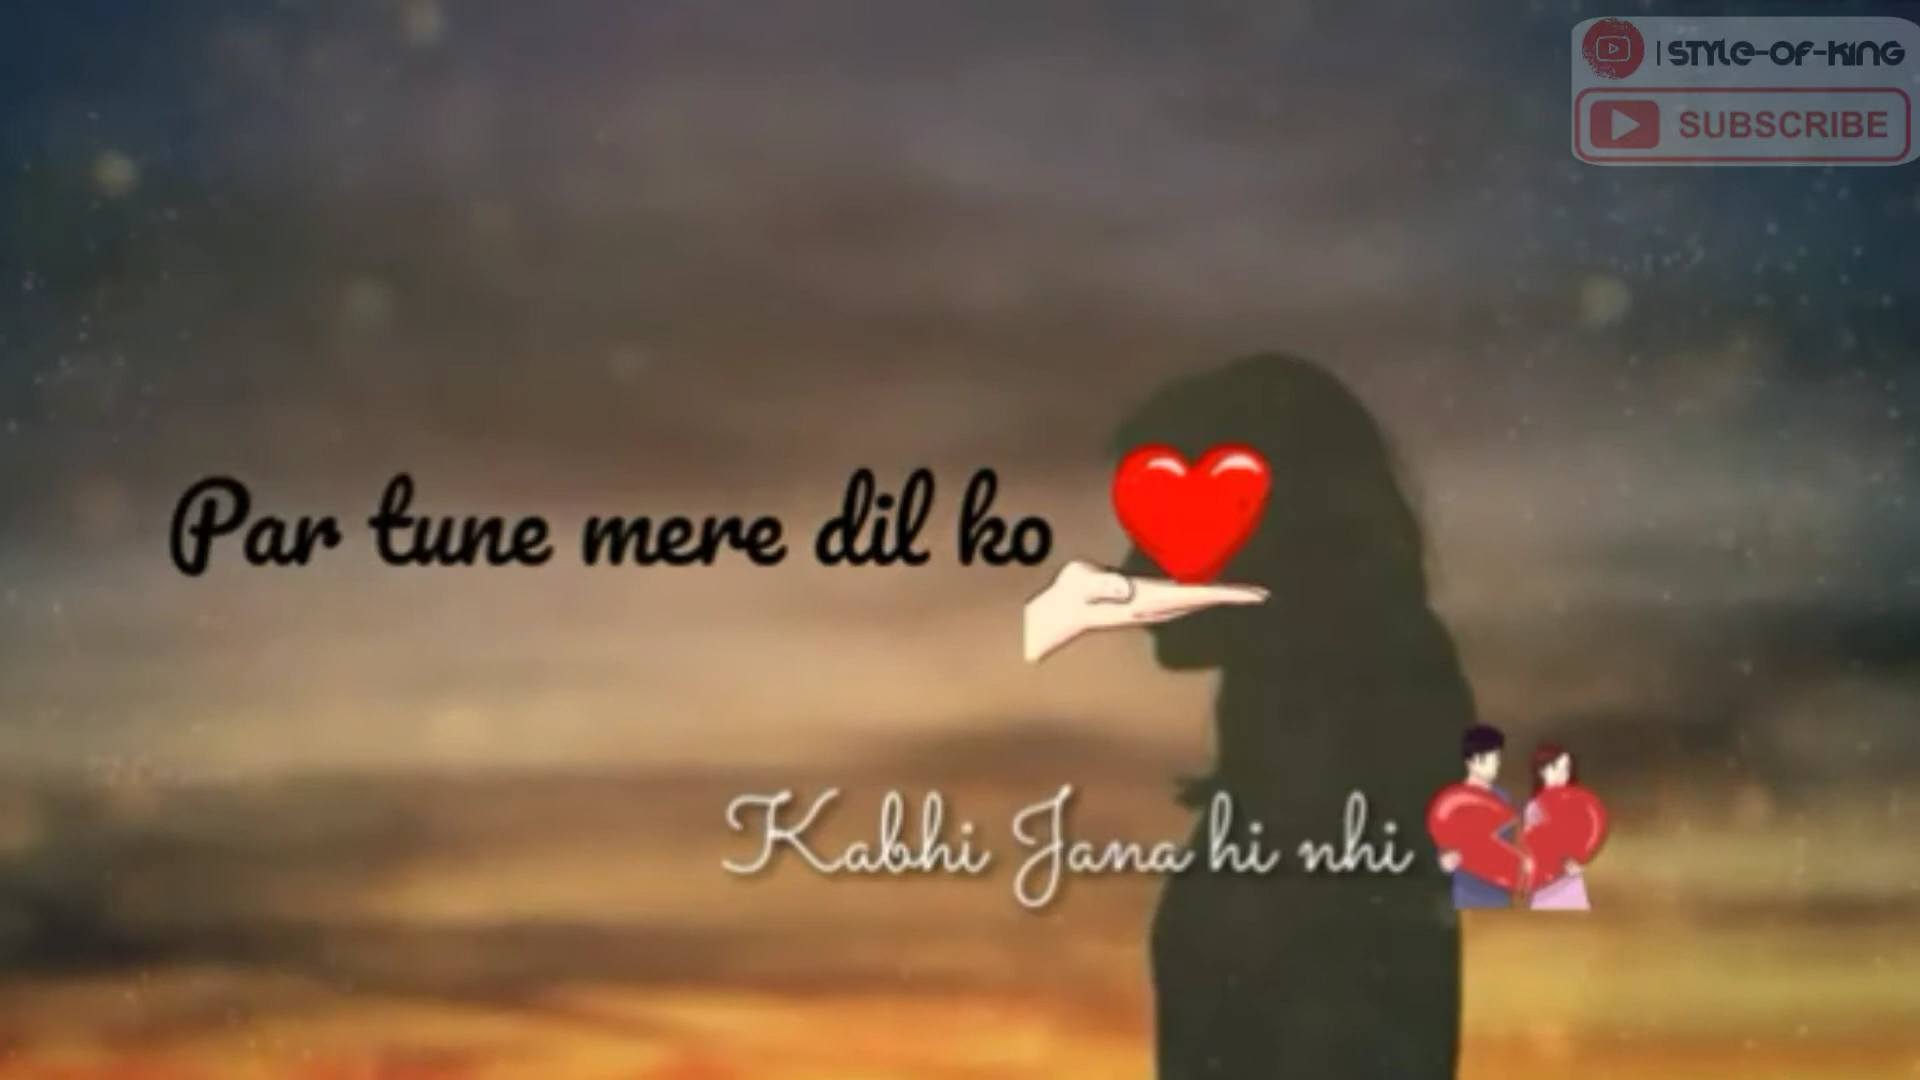 | STYLE-OF-KING
SUBSCRIBE
Par tune mere dil ko
Kabhi Jana hi nhi